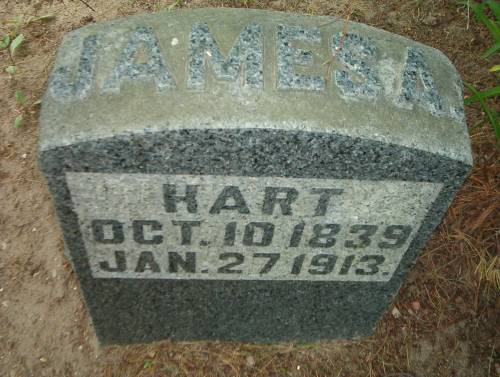 JAMES A.
HART
OCT. 10 1839
JAN. 27 1913.